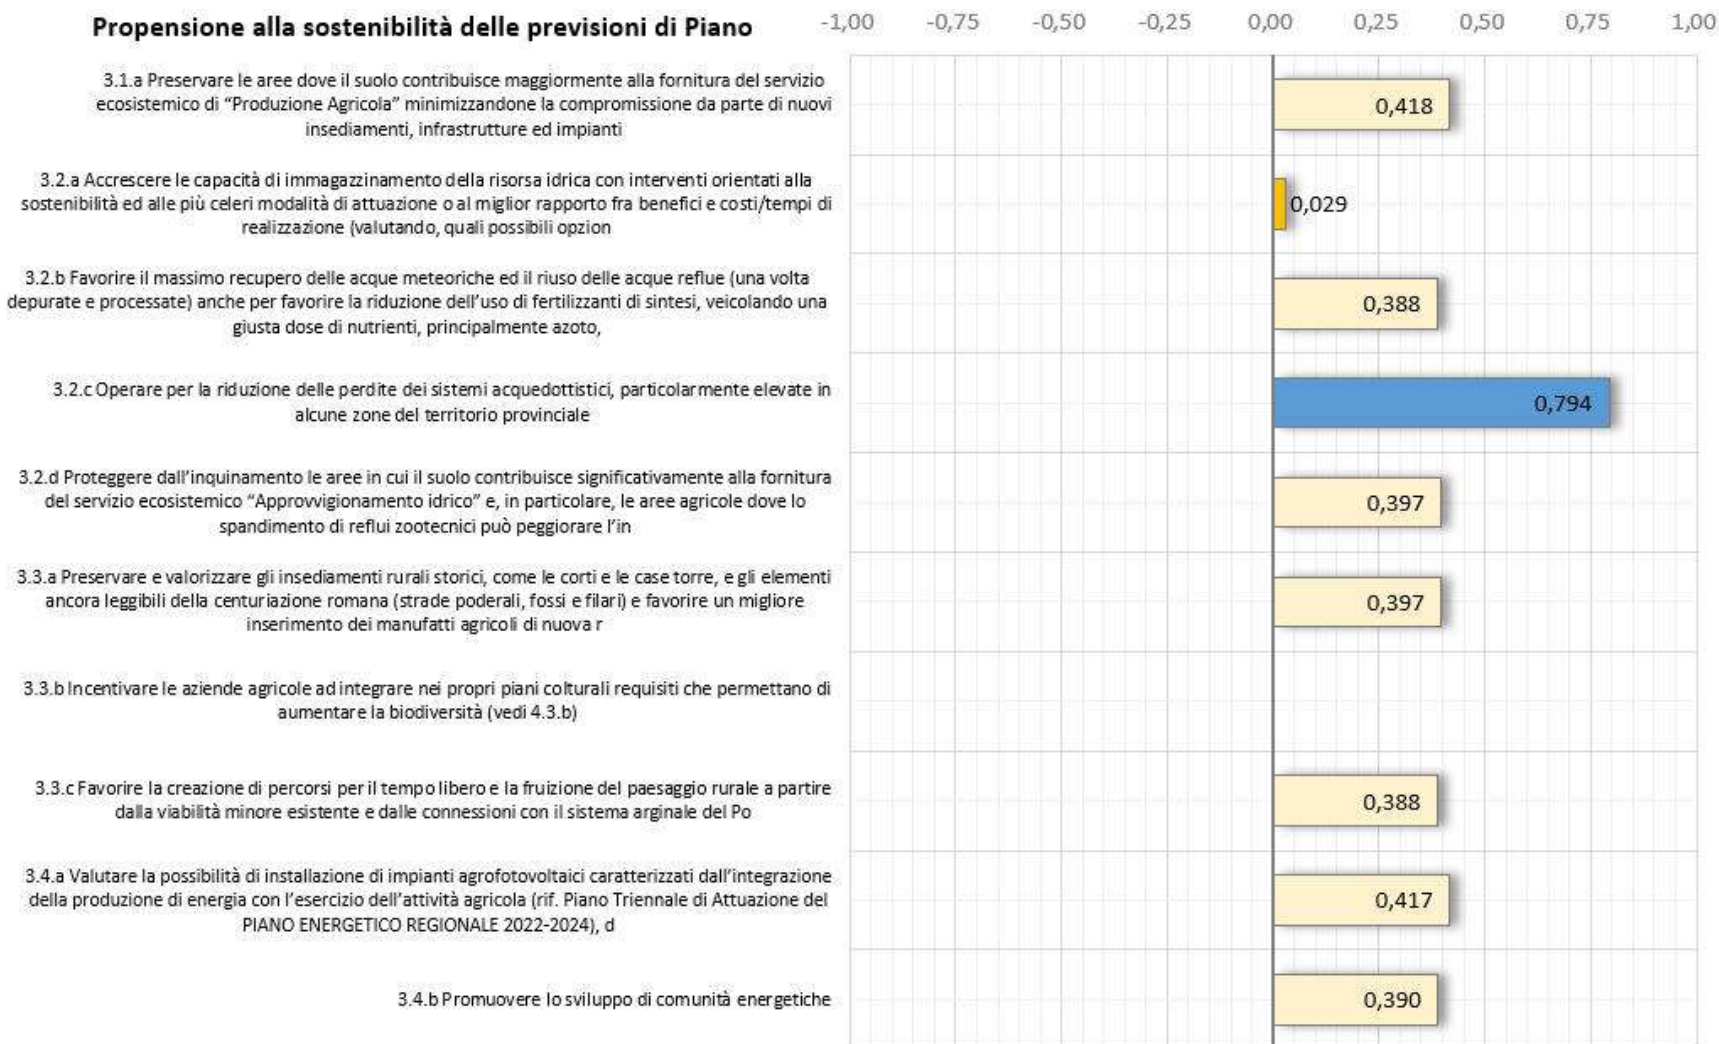 Propensione alla sostenibilità delle previsioni di Piano
-1,00 -0,75 -0,50 -0,25 0,00 0,25 0,50 0,75 1,00
3.1.a Preservare le aree dove il suolo contribuisce maggiormente alla fornitura del servizio
ecosistemico di “Produzione Agricola” minimizzandone la compromissione da parte di nuovi
insediamenti, infrastrutture ed impianti
0,418
3.2.a Accrescere le capacità di immagazzinamento della risorsa idrica con interventi orientati alla
sostenibilità ed alle più celeri modalità di attuazione o al miglior rapporto fra benefici e costi/tempi di
realizzazione (valutando, quali possibili opzion
0,029
3.2.b Favorire il massimo recupero delle acque meteoriche ed il riuso delle acque reflue (una volta
depurate e processate) anche per favorire la riduzione dell’uso di fertilizzanti di sintesi, veicolando una
giusta dose di nutrienti, principalmente azoto,
0,388
3.2.c Operare per la riduzione delle perdite dei sistemi acquedottistici, particolarmente elevate in
alcune zone del territorio provinciale
0,794
3.2.d Proteggere dall’inquinamento le aree in cui il suolo contribuisce significativamente alla fornitura
del servizio ecosistemico “Approvvigionamento idrico” e, in particolare, le aree agricole dove lo
spandimento di reflui zootecnici può peggiorare l’in
0,397
3.3.a Preservare e valorizzare gli insediamenti rurali storici, come le corti e le case torre, e gli elementi
ancora leggibili della centuriazione romana (strade poderali, fossi e filari) e favorire un migliore
inserimento dei manufatti agricoli di nuova r
0,397
3.3.b Incentivare le aziende agricole ad integrare nei propri piani colturali requisiti che permettano di
aumentare la biodiversità (vedi 4.3.b)
3.3.c Favorire la creazione di percorsi per il tempo libero e la fruizione del paesaggio rurale a partire
dalla viabilità minore esistente e dalle connessioni con il sistema arginale del Po
0,388
3.4.a Valutare la possibilità di installazione di impianti agrofotovoltaici caratterizzati dall’integrazione
della produzione di energia con l’esercizio dell’attività agricola (rif. Piano Triennale di Attuazione del
PIANO ENERGETICO REGIONALE 2022-2024), d
0,417
3.4.b Promuovere lo sviluppo di comunità energetiche
0,390